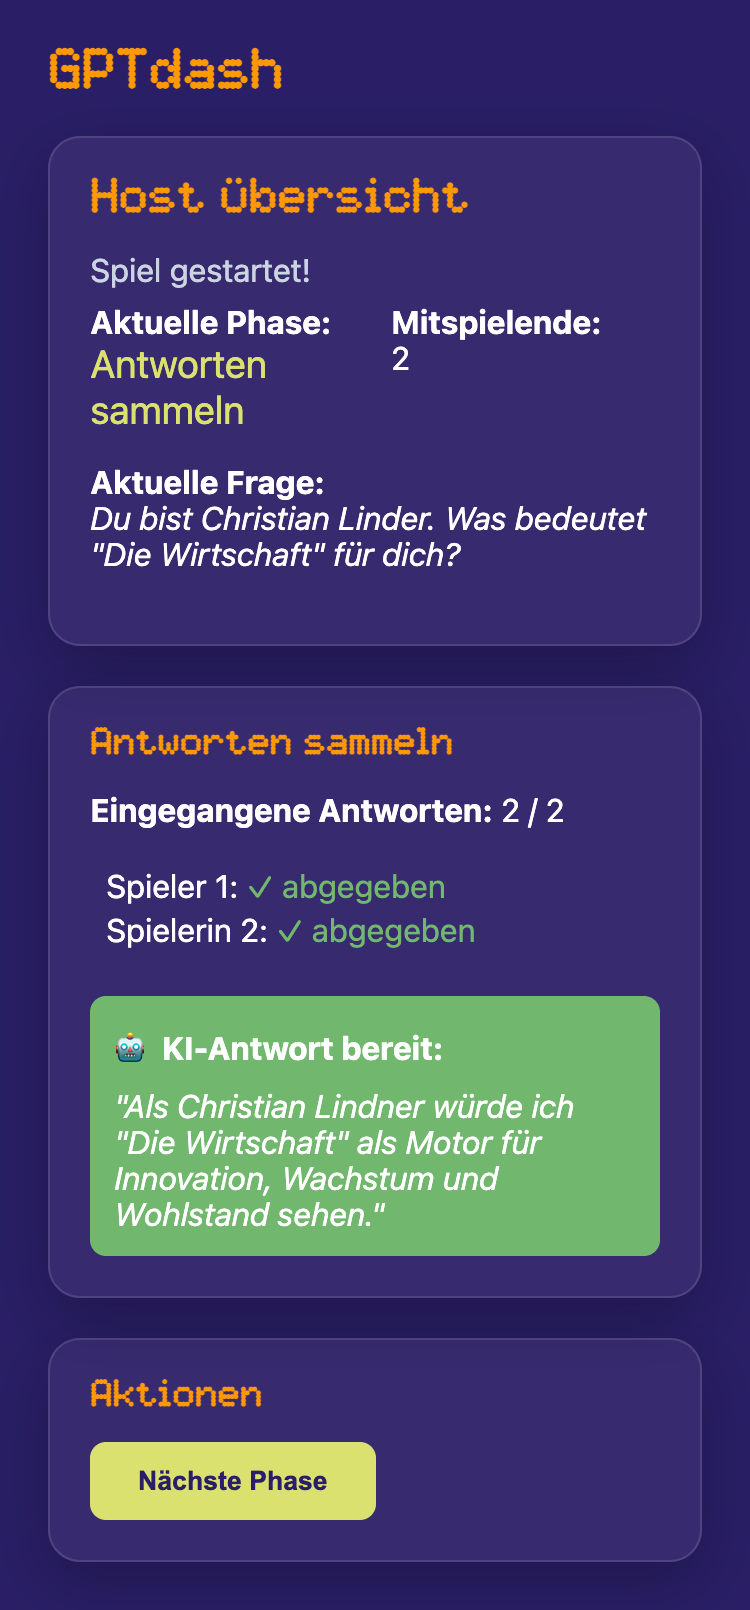 GPTdash
Host übersicht
Spiel gestartet!
Aktuelle Phase:
Antworten
sammeln
Mitspielende:
2
Aktuelle Frage:
Du bist Christian Linder. Was bedeutet
"Die Wirtschaft" für dich?
Antworten sammeln
Eingegangene Antworten: 2 / 2
Spieler 1: ✓ abgegeben
Spielerin 2: ✓ abgegeben
🤖 KI-Antwort bereit:
"Als Christian Lindner würde ich
"Die Wirtschaft" als Motor für
Innovation, Wachstum und
Wohlstand sehen."
Aktionen
Nächste Phase